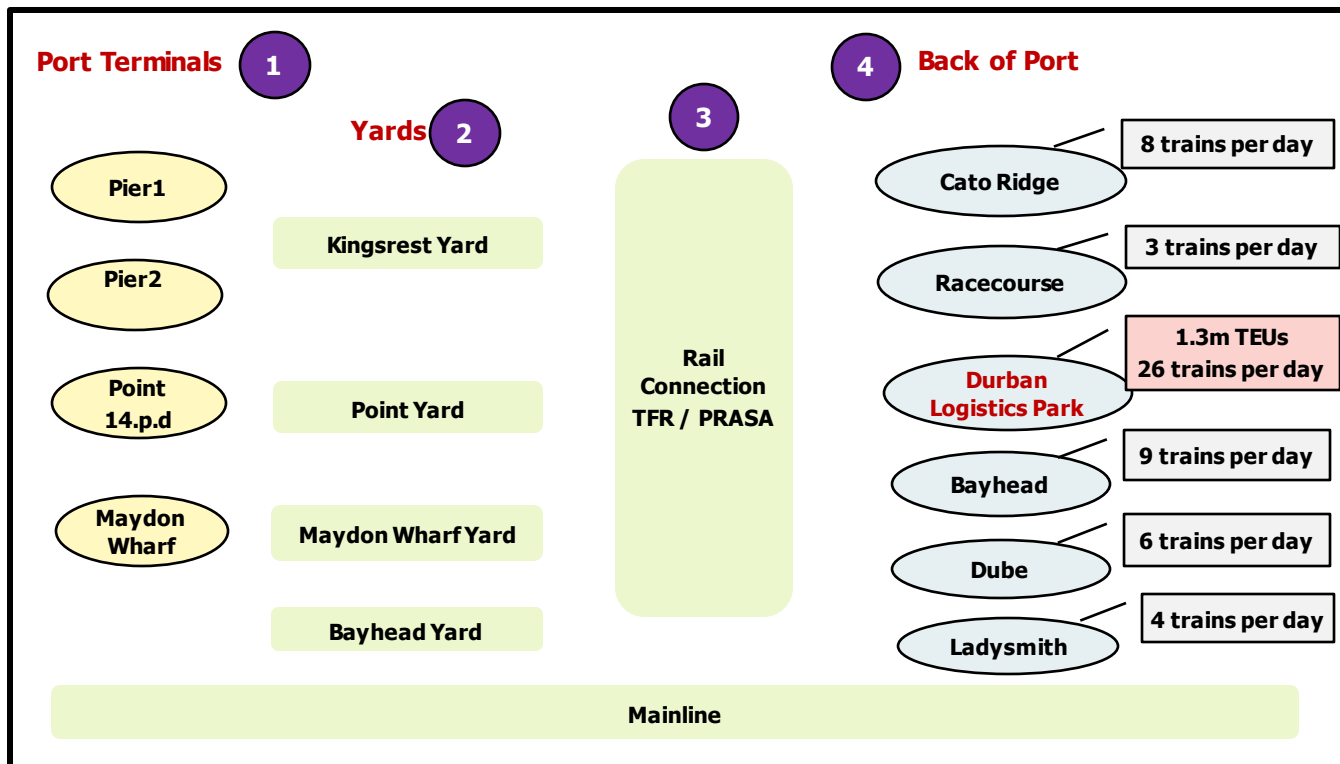 Port Terminals
1
4
Back of Port
Yards
2
3
8 trains per day
Pier1
Cato Ridge
Kingsrest Yard
3 trains per day
Pier2
Racecourse
1.3m TEUs
26 trains per day
Rail
Connection
TFR / PRASA
Point
14.p.d
Point Yard
Durban
Logistics Park
9 trains per day
Bayhead
Maydon
Wharf
Maydon Wharf Yard
6 trains per day
Dube
Bayhead Yard
4 trains per day
Ladysmith
Mainline